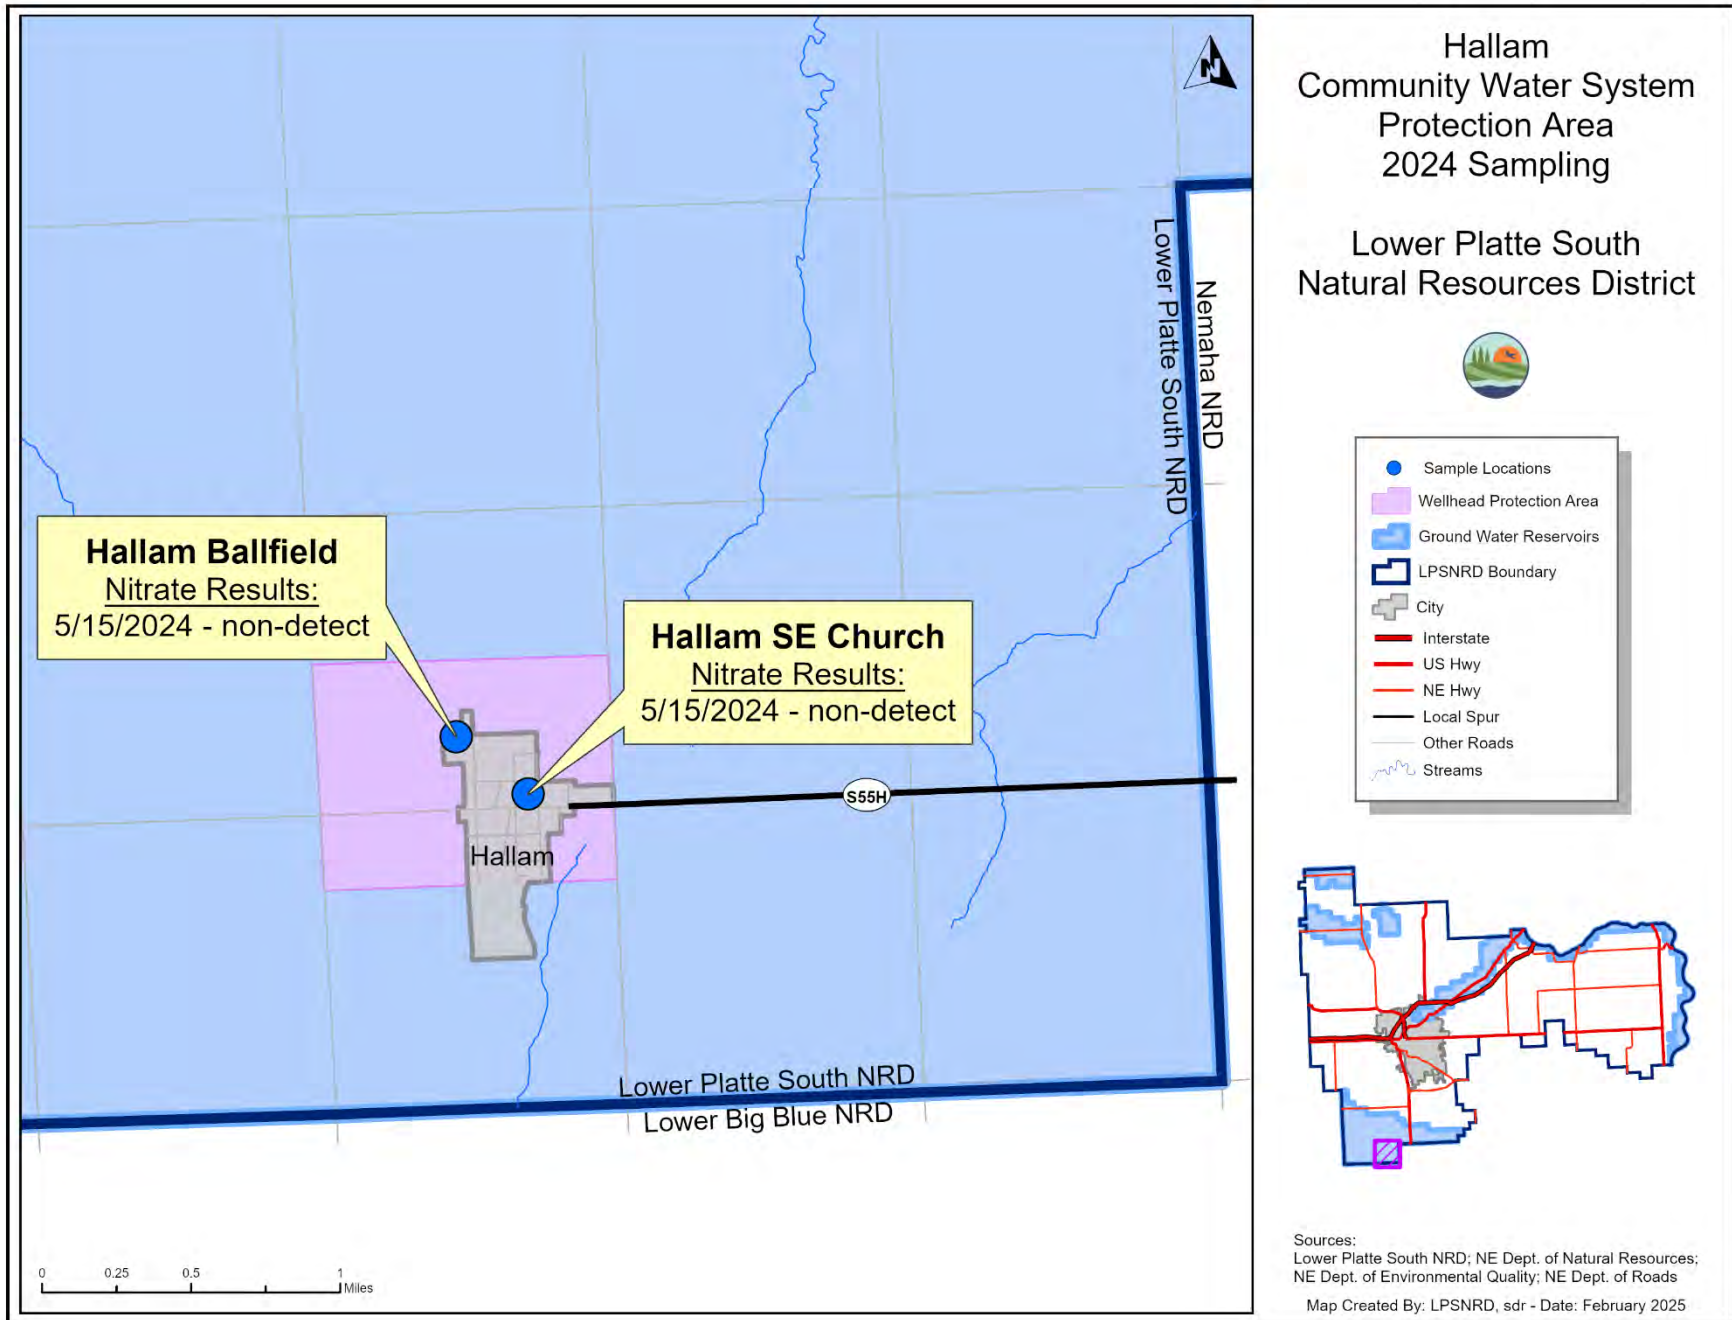 Hallam
Community Water System
Protection Area
2024 Sampling
Lower Platte South
Natural Resources District
N
Lower Platte South NRD
Nemaha NRD
Hallam Ballfield
Nitrate Results:
5/15/2024 - non-detect
Hallam SE Church
Nitrate Results:
5/15/2024 - non-detect
S55H
Hallam
Lower Platte South NRD
Lower Big Blue NRD
0 0.25 0.5 1
Miles
Sample Locations
Wellhead Protection Area
Ground Water Reservoirs
LPSNRD Boundary
City
Interstate
US Hwy
NE Hwy
Local Spur
Other Roads
Streams
Sources:
Lower Platte South NRD; NE Dept. of Natural Resources;
NE Dept. of Environmental Quality; NE Dept. of Roads
Map Created By: LPSNRD, sdr - Date: February 2025